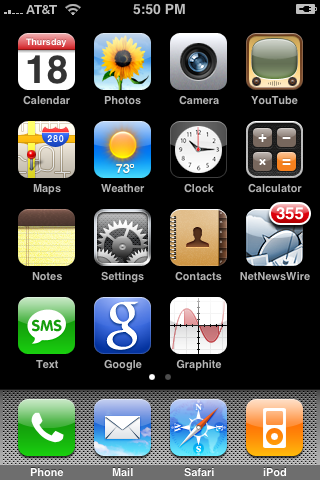 AT&T 5:50 PM
Thursday
18
Calendar Photos Camera YouTube
280
73°
Maps Weather Clock Calculator
355
Notes Settings Contacts NetNewsWire
SMS g
Text Google Graphite
Phone Mail Safari iPod